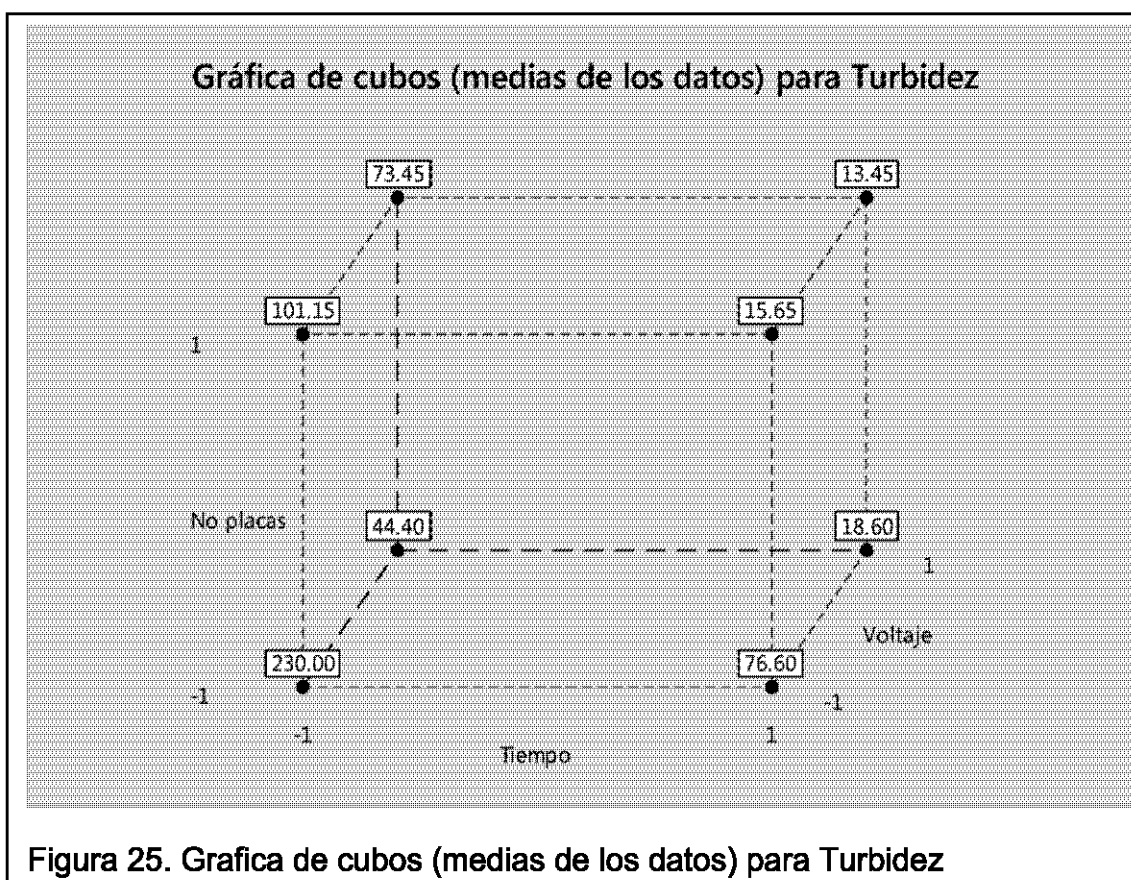 Gráfica de cubos (medias de los datos) para Turbidez
73.45 13.45
101.15 15.65
1
No placas 44.40 18.60
1
Voltaje
230.00 76.60
-1 -1
-1 1
Tiempo
Figura 25. Grafica de cubos (medias de los datos) para Turbidez